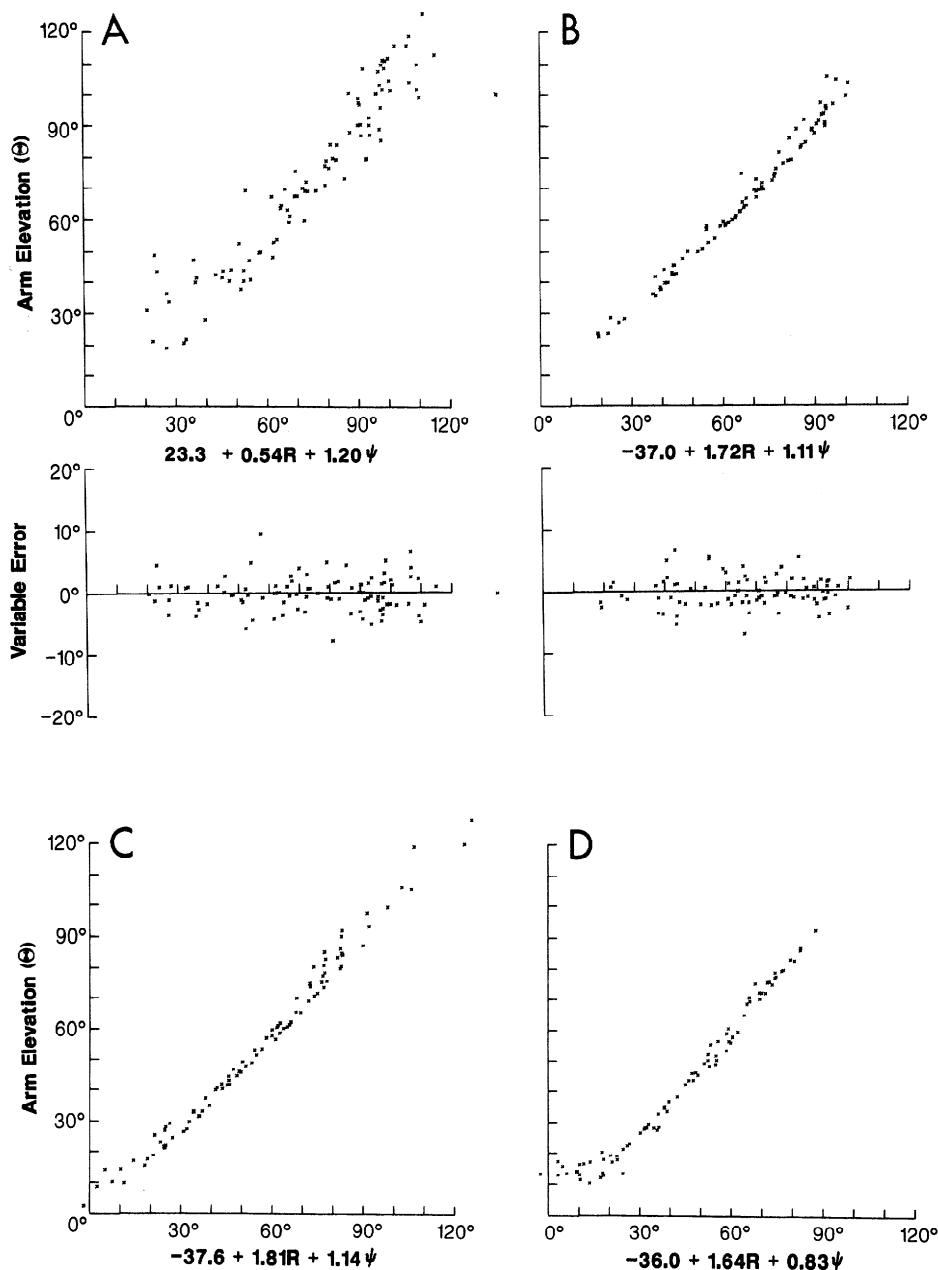 A
B
120°
90°
60°
30°
0°
Arm Elevation (Θ)
30° 60° 90° 120°
23.3 + 0.54R + 1.20ψ
0° 30° 60° 90° 120°
-37.0 + 1.72R + 1.11ψ
20°
10°
0°
-10°
-20°
Variable Error
C
D
120°
90°
60°
30°
0°
Arm Elevation (Θ)
30° 60° 90° 120°
-37.6 + 1.81R + 1.14ψ
0° 30° 60° 90° 120°
-36.0 + 1.64R + 0.83ψ